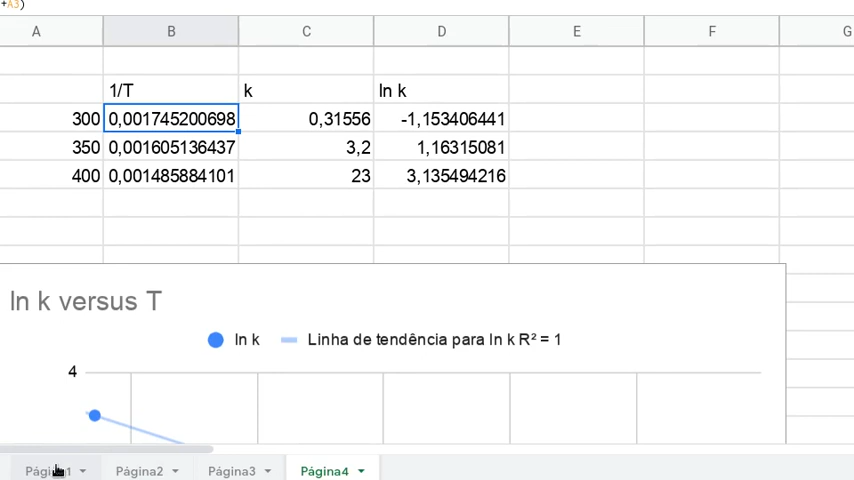 +A3)
A B C D E F G
1/T k ln k
300 0,001745200698 0,31556 -1,153406441
350 0,001605136437 3,2 1,16315081
400 0,001485884101 23 3,135494216
ln k versus T
ln k Linha de tendência para ln k R² = 1
4
Página2 Página3 Página4